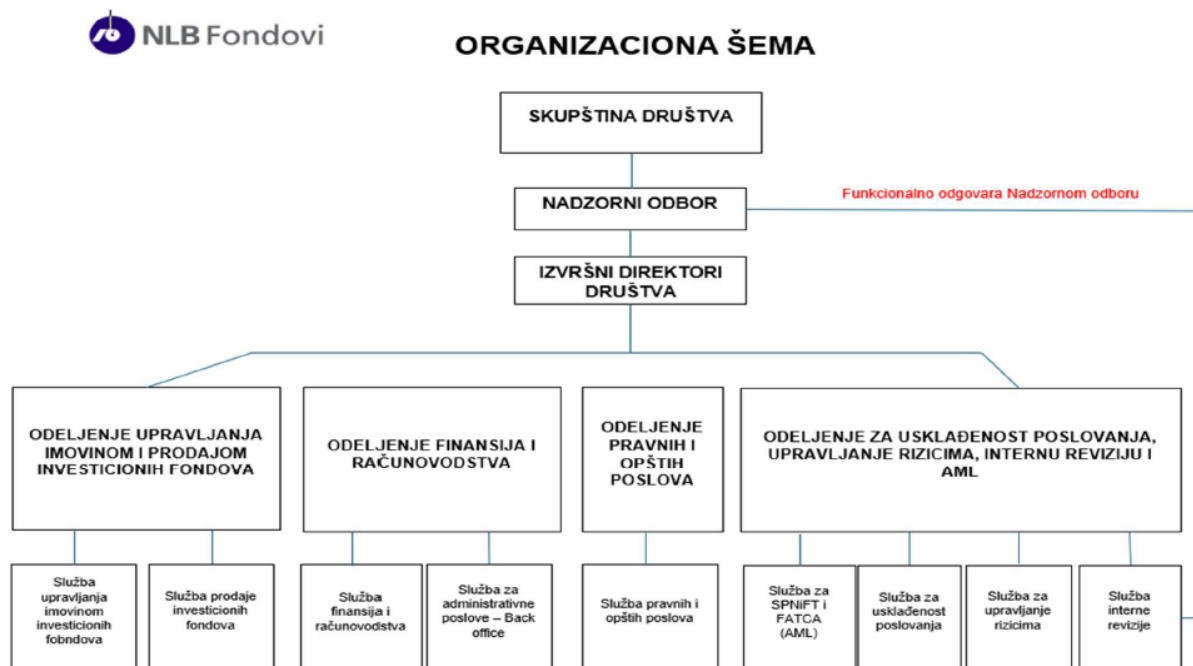 NLB Fondovi
ORGANIZACIONA ŠEMA
SKUPŠTINA DRUŠTVA
NADZORNI ODBOR
Funkcionalno odgovara Nadzornom odboru
IZVRŠNI DIREKTORI
DRUŠTVA
ODELJENJE UPRAVLJANJA
IMOVINOM I PRODAJOM
INVESTICIONIH FONDOVA
ODELJENJE FINANSIJA I
RAČUNOVODSTVA
ODELJENJE
PRAVNIH I
OPŠTIH
POSLOVA
ODELJENJE ZA USKLAĐENOST POSLOVANJA,
UPRAVLJANJE RIZICIMA, INTERNU REVIZIJU I
AML
Služba
upravljanja
imovinom
investicionih
fobndova
Služba prodaje
investicionih
fondova
Služba
finansija i
računovodstva
Služba za
administrativne
poslove – Back
office
Služba pravnih i
opštih poslova
Služba za
SPNiFT i
FATCA
(AML)
Služba za
usklađenost
poslovanja
Služba za
upravljanje
rizicima
Služba
interne
revizije